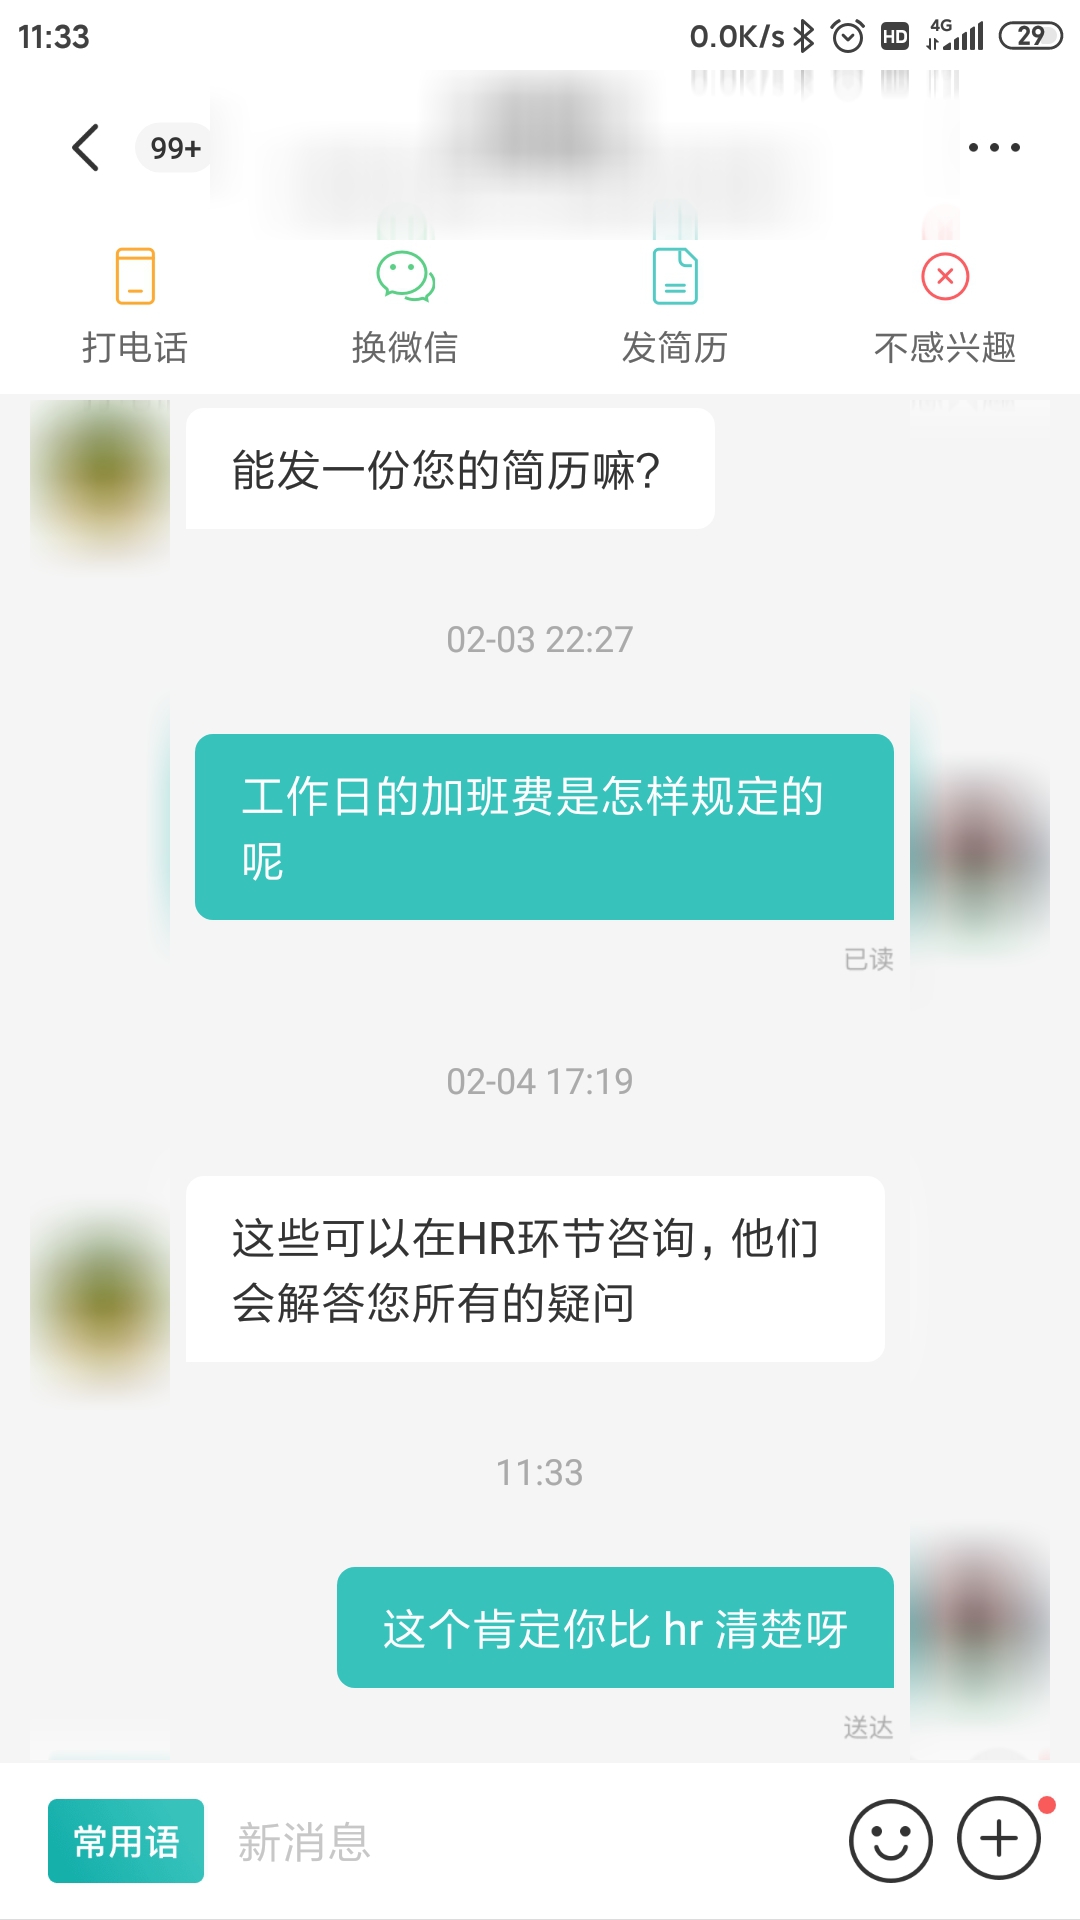 11:33 0.0K/s HD 4G 29
99+
打电话 换微信 发简历 不感兴趣
能发一份您的简历嘛?
02-03 22:27
工作日的加班费是怎样规定的
呢
已读
02-04 17:19
这些可以在HR环节咨询，他们
会解答您所有的疑问
11:33
这个肯定你比 hr 清楚呀
送达
常用语 新消息